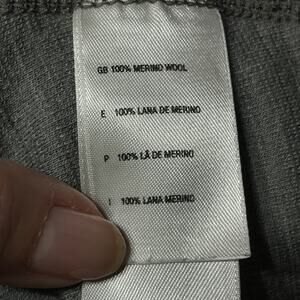 GB 100% MERINO WOOL
E 100% LANA DE MERINO
P 100% LÃ DE MERINO
I 100% LANA MERINO